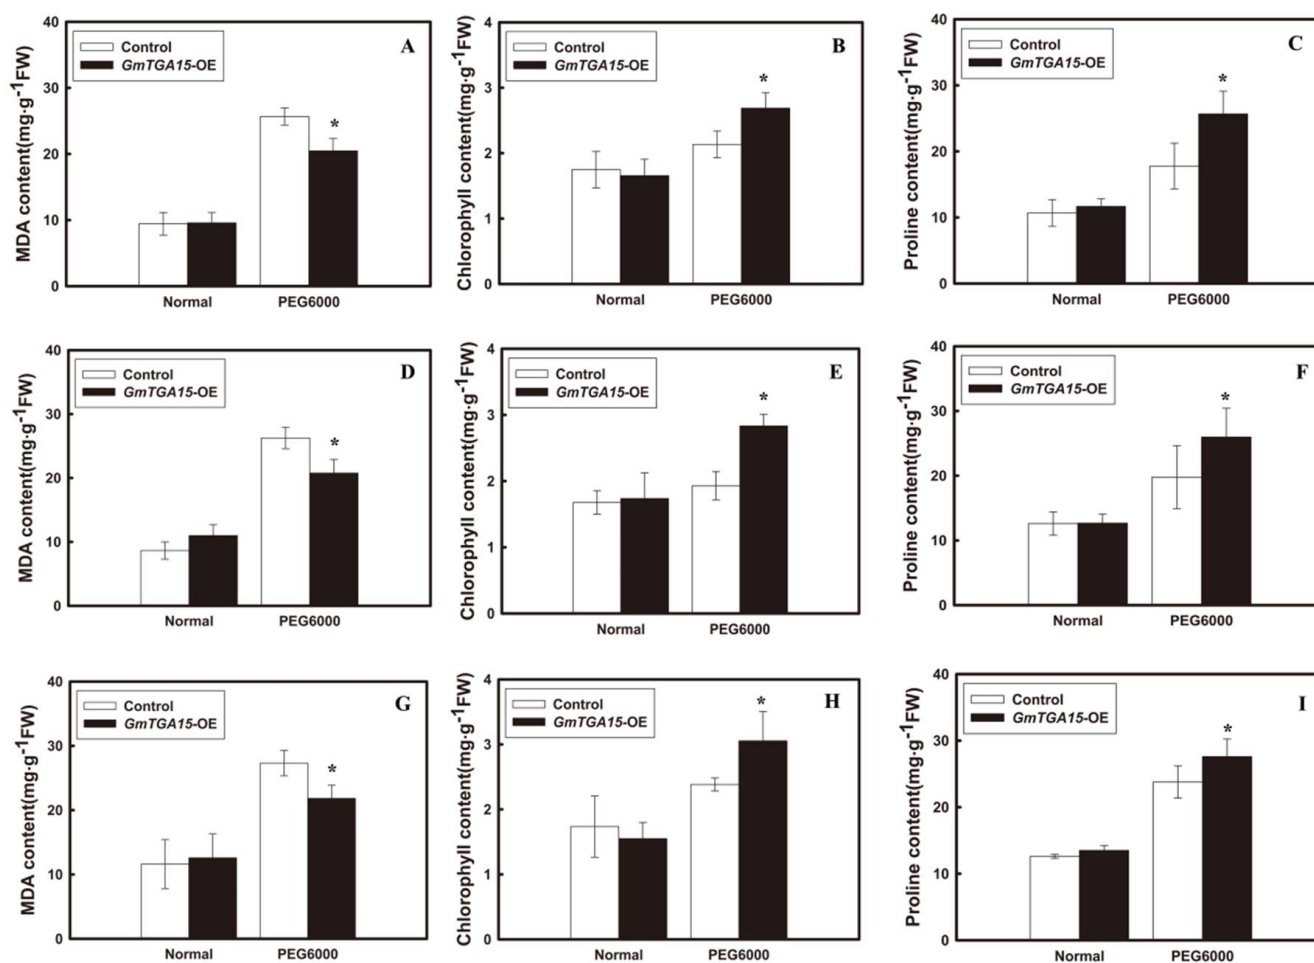 MDA content(mg·g-1FW)
40
30
20
10
0
Control
GmTGA15-OE
A
*
Normal
PEG6000
Chlorophyll content(mg·g-1FW)
4
3
2
1
0
Control
GmTGA15-OE
B
*
Normal
PEG6000
Proline content(mg·g-1FW)
40
30
20
10
0
Control
GmTGA15-OE
C
*
Normal
PEG6000
MDA content(mg·g-1FW)
40
30
20
10
0
Control
GmTGA15-OE
D
*
Normal
PEG6000
Chlorophyll content(mg·g-1FW)
4
3
2
1
0
Control
GmTGA15-OE
E
*
Normal
PEG6000
Proline content(mg·g-1FW)
40
30
20
10
0
Control
GmTGA15-OE
F
*
Normal
PEG6000
MDA content(mg·g-1FW)
40
30
20
10
0
Control
GmTGA15-OE
G
*
Normal
PEG6000
Chlorophyll content(mg·g-1FW)
4
3
2
1
0
Control
GmTGA15-OE
H
*
Normal
PEG6000
Proline content(mg·g-1FW)
40
30
20
10
0
Control
GmTGA15-OE
I
*
Normal
PEG6000